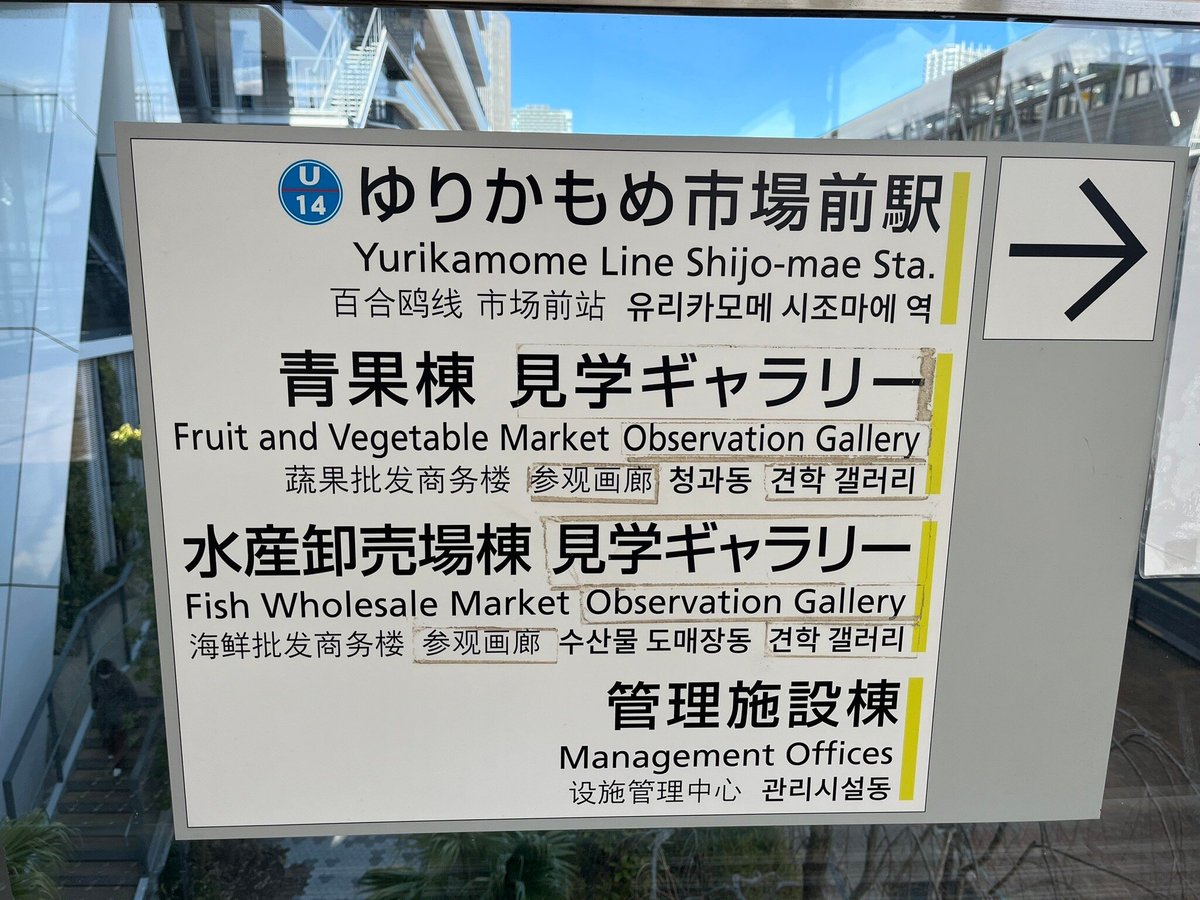 U
14
ゆりかもめ市場前駅
Yurikamome Line Shijo-mae Sta.
百合鸥线 市场前站 유리카모메 시조마에 역
青果棟 見学ギャラリー
Fruit and Vegetable Market Observation Gallery
蔬果批发商务楼 参观画廊 청과동 견학 갤러리
水産卸売場棟 見学ギャラリー
Fish Wholesale Market Observation Gallery
海鲜批发商务楼 参观画廊 수산물 도매장동 견학 갤러리
管理施設棟
Management Offices
设施管理中心 관리시설동